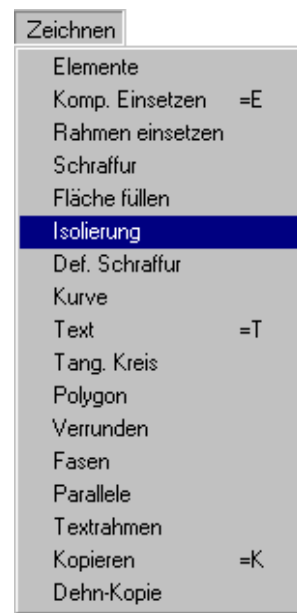 Zeichnen
Elemente
Komp. Einsetzen =E
Rahmen einsetzen
Schraffur
Fläche füllen
Isolierung
Def. Schraffur
Kurve
Text =T
Tang. Kreis
Polygon
Verrunden
Fasen
Parallele
Textrahmen
Kopieren =K
Dehn-Kopie